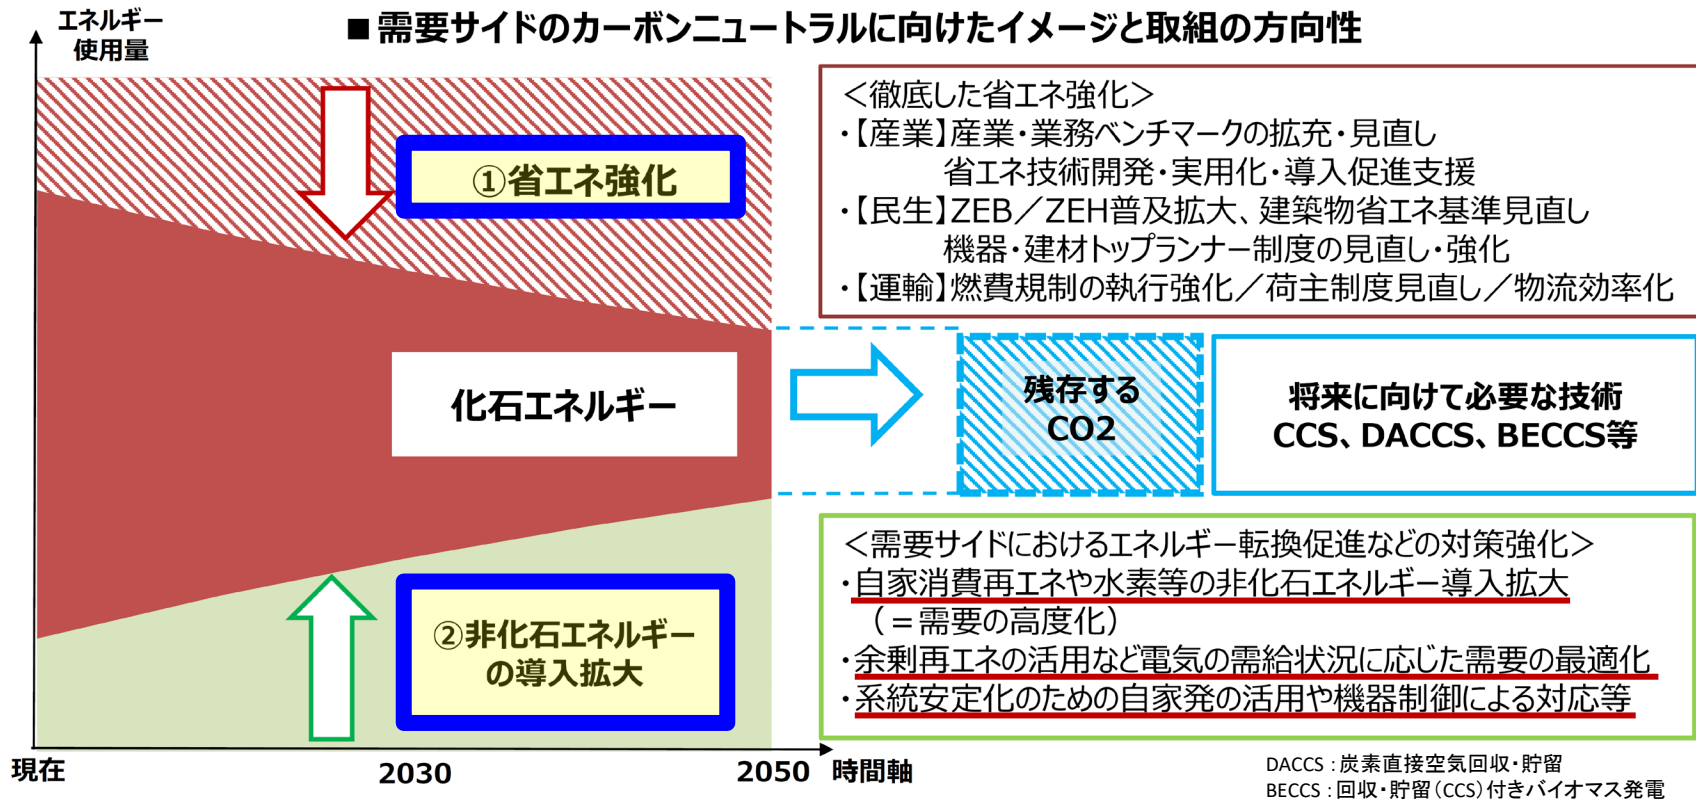 ■需要サイドのカーボンニュートラルに向けたイメージと取組の方向性
エネルギー
使用量
①省エネ強化
化石エネルギー
②非化石エネルギー
の導入拡大
現在
2030
2050
時間軸
＜徹底した省エネ強化＞
・【産業】産業・業務ベンチマークの拡充・見直し
省エネ技術開発・実用化・導入促進支援
・【民生】ZEB／ZEH普及拡大、建築物省エネ基準見直し
機器・建材トップランナー制度の見直し・強化
・【運輸】燃費規制の執行強化／荷主制度見直し／物流効率化
残存する
CO2
将来に向けて必要な技術
CCS、DACCS、BECCS等
＜需要サイドにおけるエネルギー転換促進などの対策強化＞
・自家消費再エネや水素等の非化石エネルギー導入拡大
（＝需要の高度化）
・余剰再エネの活用など電気の需給状況に応じた需要の最適化
・系統安定化のための自家発の活用や機器制御による対応等
DACCS：炭素直接空気回収・貯留
BECCS：回収・貯留（CCS）付きバイオマス発電